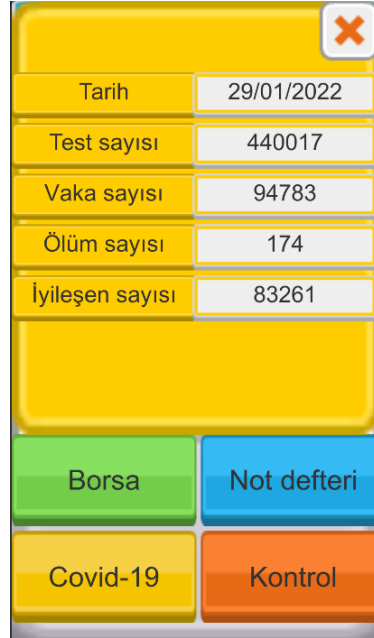 Tarih 29/01/2022
Test sayısı 440017
Vaka sayısı 94783
Ölüm sayısı 174
İyileşen sayısı 83261
Borsa Not defteri
Covid-19 Kontrol